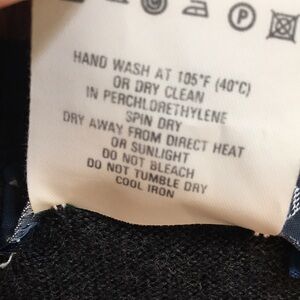 P
HAND WASH AT 105°F (40°C)
OR DRY CLEAN
IN PERCHLORETHYLENE
SPIN DRY
DRY AWAY FROM DIRECT HEAT
OR SUNLIGHT
DO NOT BLEACH
DO NOT TUMBLE DRY
COOL IRON